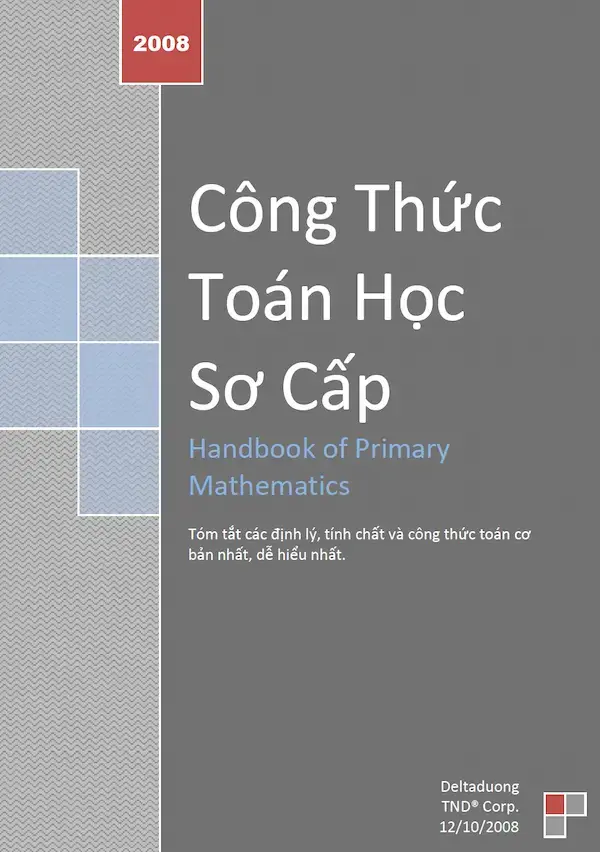 2008
Công Thức
Toán Học
Sơ Cấp
Handbook of Primary
Mathematics
Tóm tắt các định lý, tính chất và công thức toán cơ
bản nhất, dễ hiểu nhất.
Deltaduong
TND® Corp.
12/10/2008